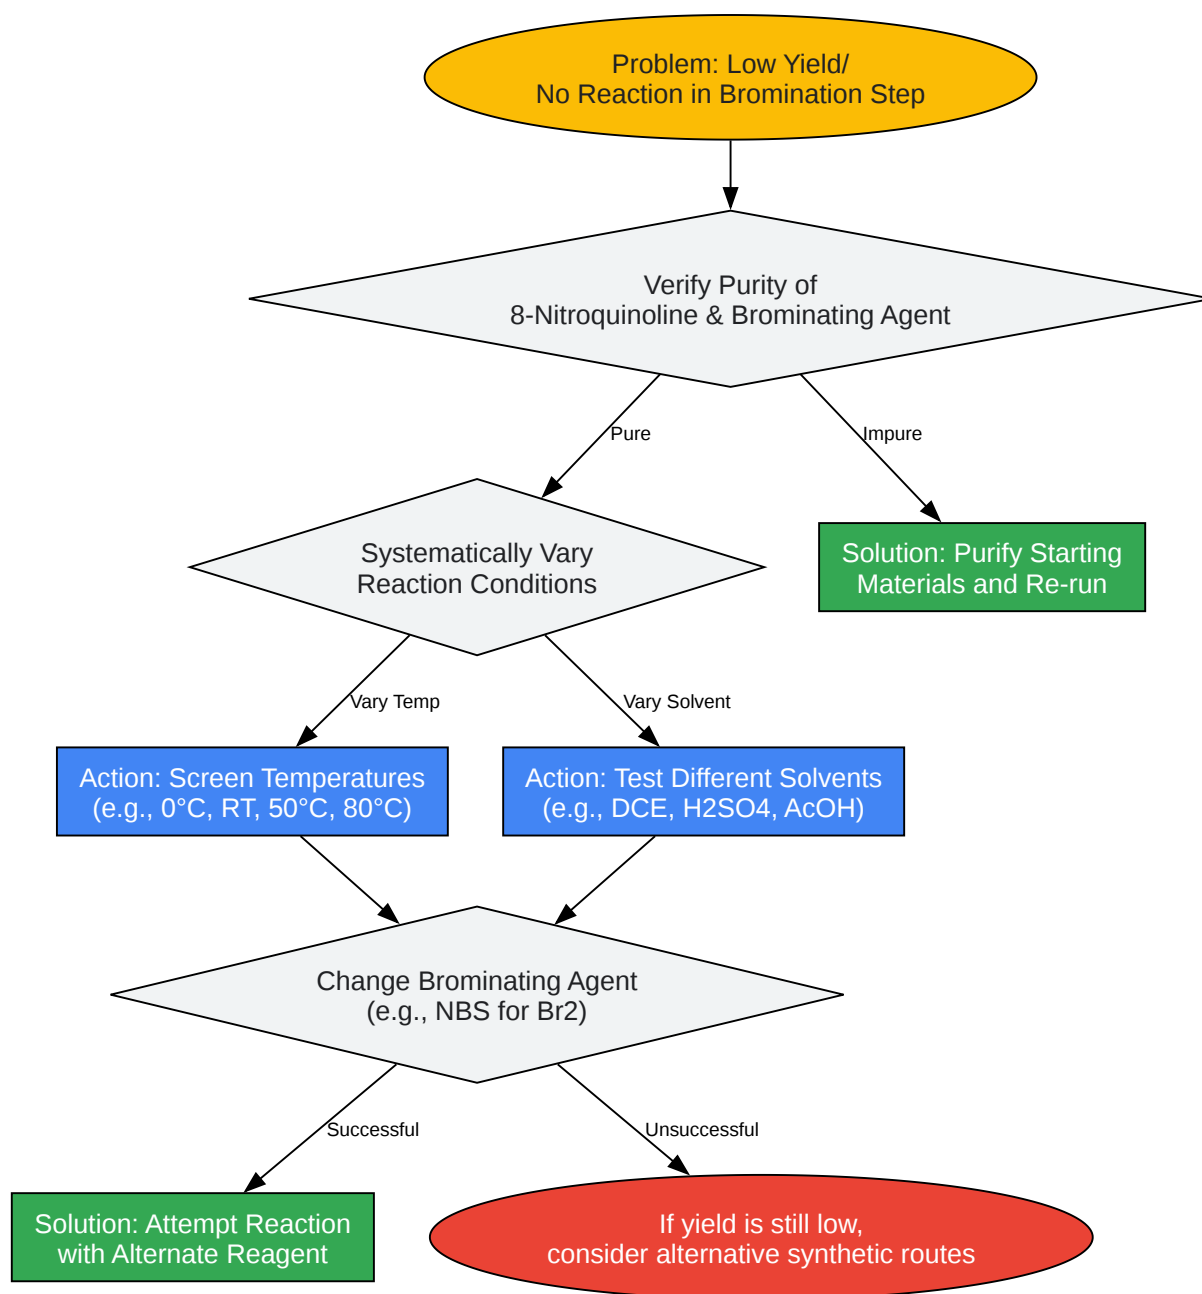 Problem: Low Yield/
No Reaction in Bromination Step
Verify Purity of
8-Nitroquinoline & Brominating Agent
Pure
Impure
Systematically Vary
Reaction Conditions
Solution: Purify Starting
Materials and Re-run
Vary Temp
Vary Solvent
Action: Screen Temperatures
(e.g., 0°C, RT, 50°C, 80°C)
Action: Test Different Solvents
(e.g., DCE, H2SO4, AcOH)
Change Brominating Agent
(e.g., NBS for Br2)
Successful
Unsuccessful
Solution: Attempt Reaction
with Alternate Reagent
If yield is still low,
consider alternative synthetic routes